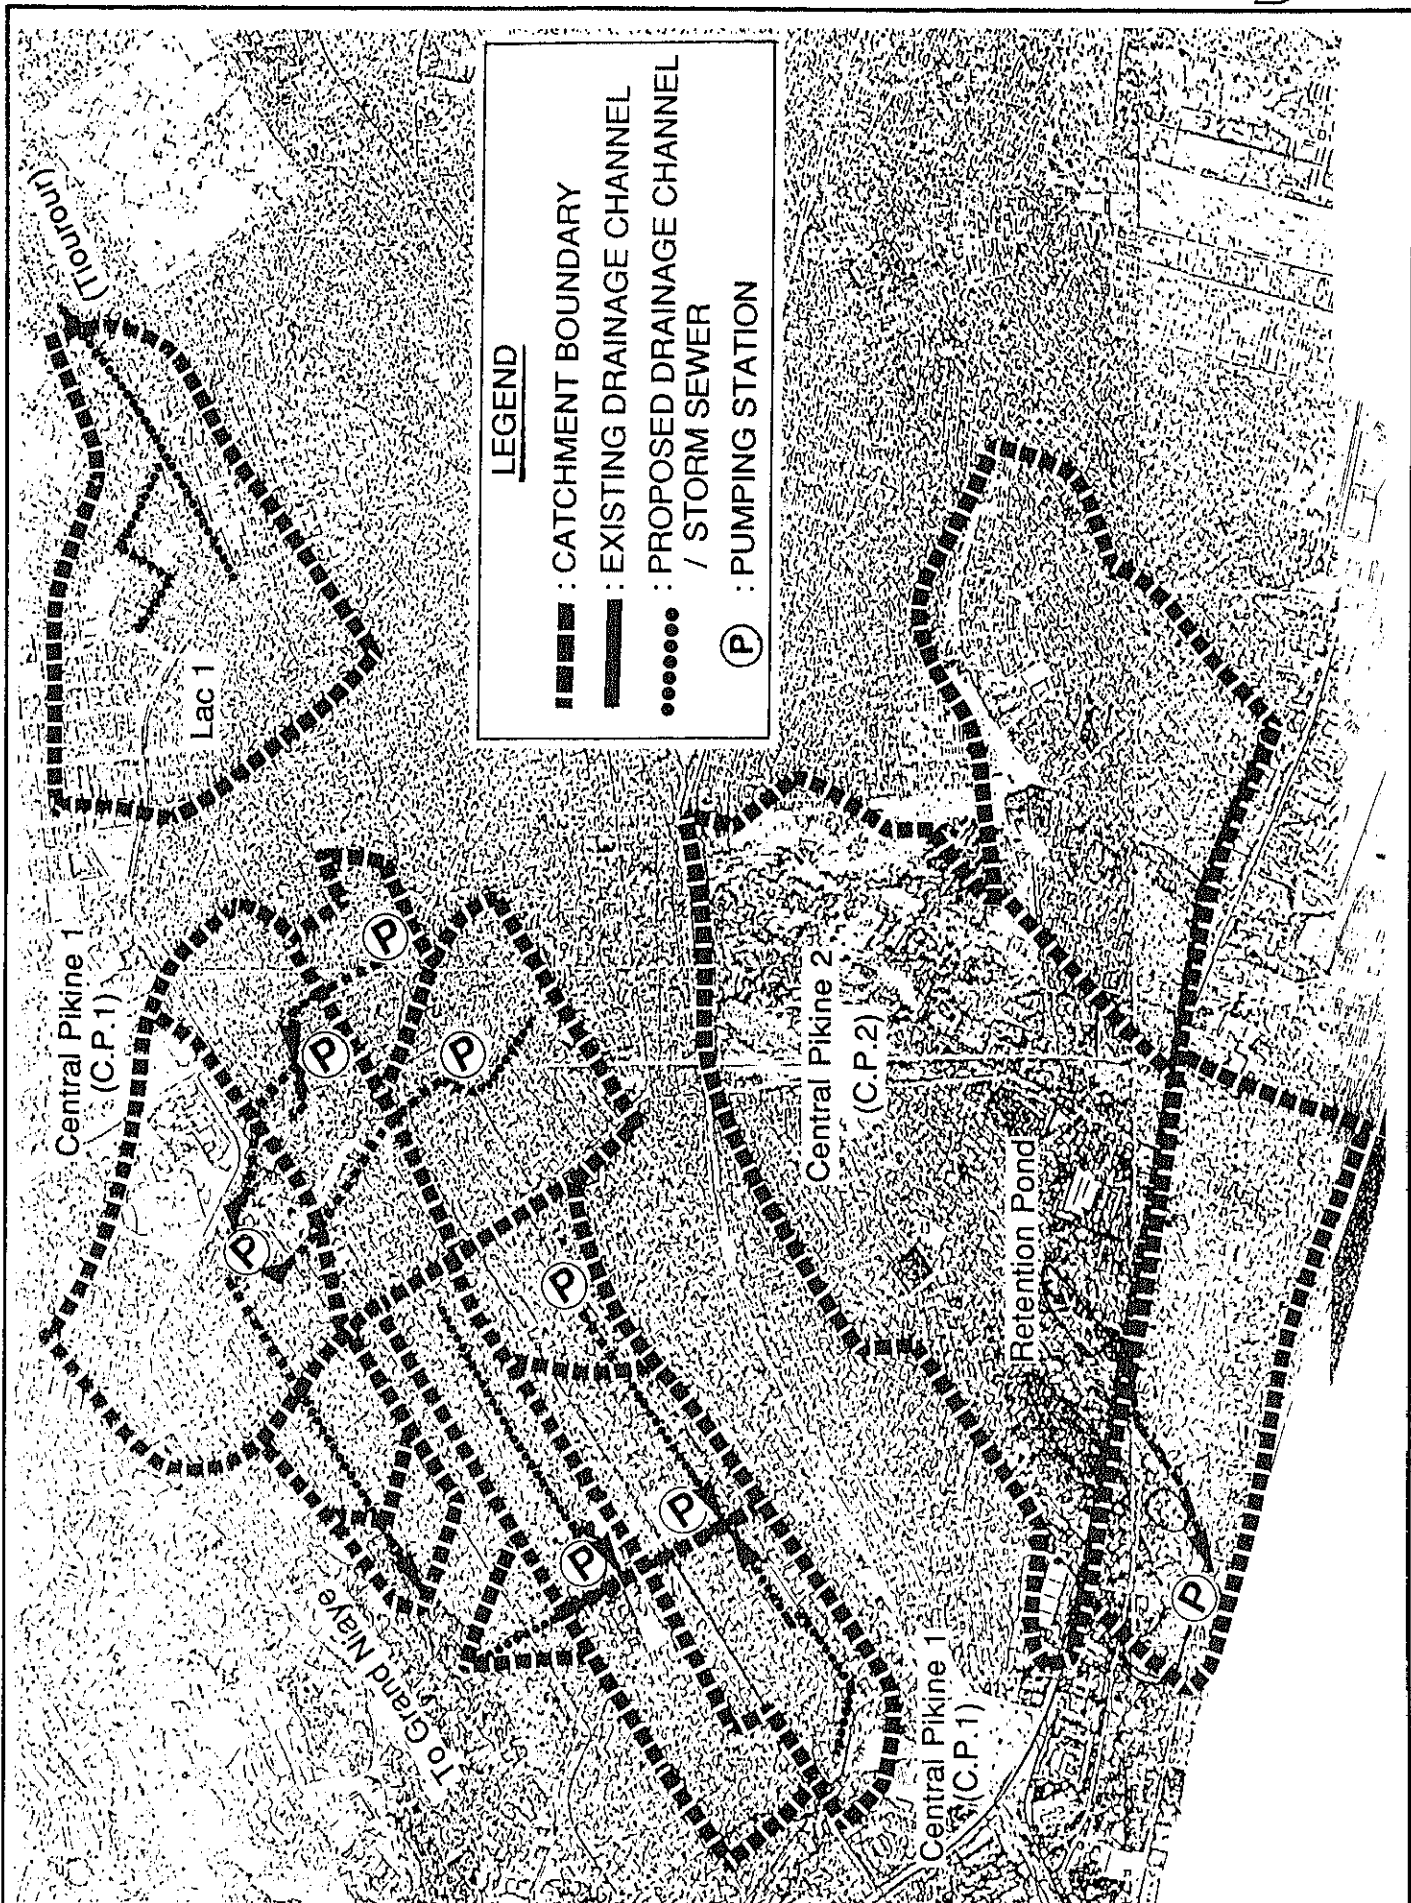 LEGEND
: CATCHMENT BOUNDARY
: EXISTING DRAINAGE CHANNEL
: PROPOSED DRAINAGE CHANNEL
/ STORM SEWER
P : PUMPING STATION
(Tiourour)
Lac 1
Central Pikine 1
(C.P.1)
P
P
P
P
P
P
P
To Grand Niaye
Central Pikine 2
(C.P.2)
Retention Pond
P
Central Pikine 1
(C.P.1)